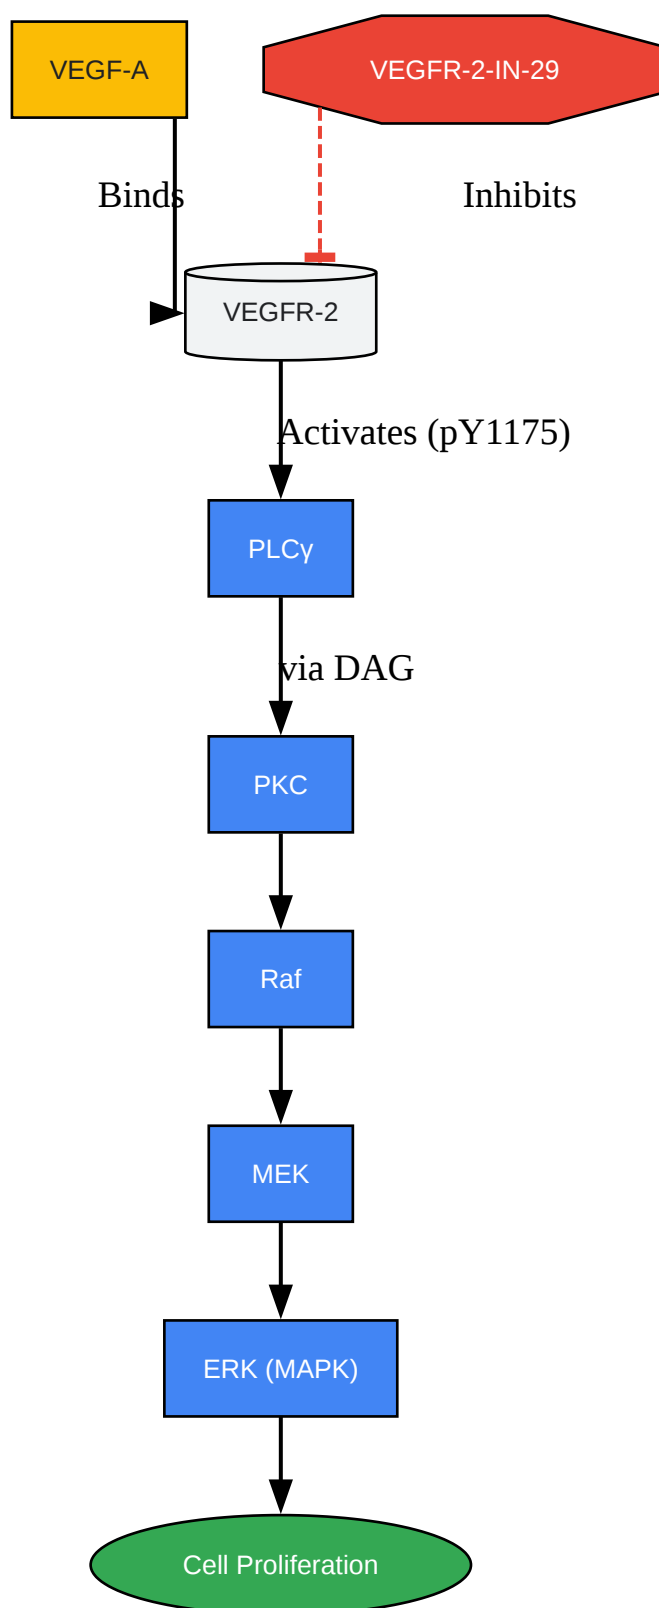 VEGF-A
VEGFR-2-IN-29
Binds
Inhibits
VEGFR-2
Activates (pY1175)
PLCγ
via DAG
PKC
Raf
MEK
ERK (MAPK)
Cell Proliferation